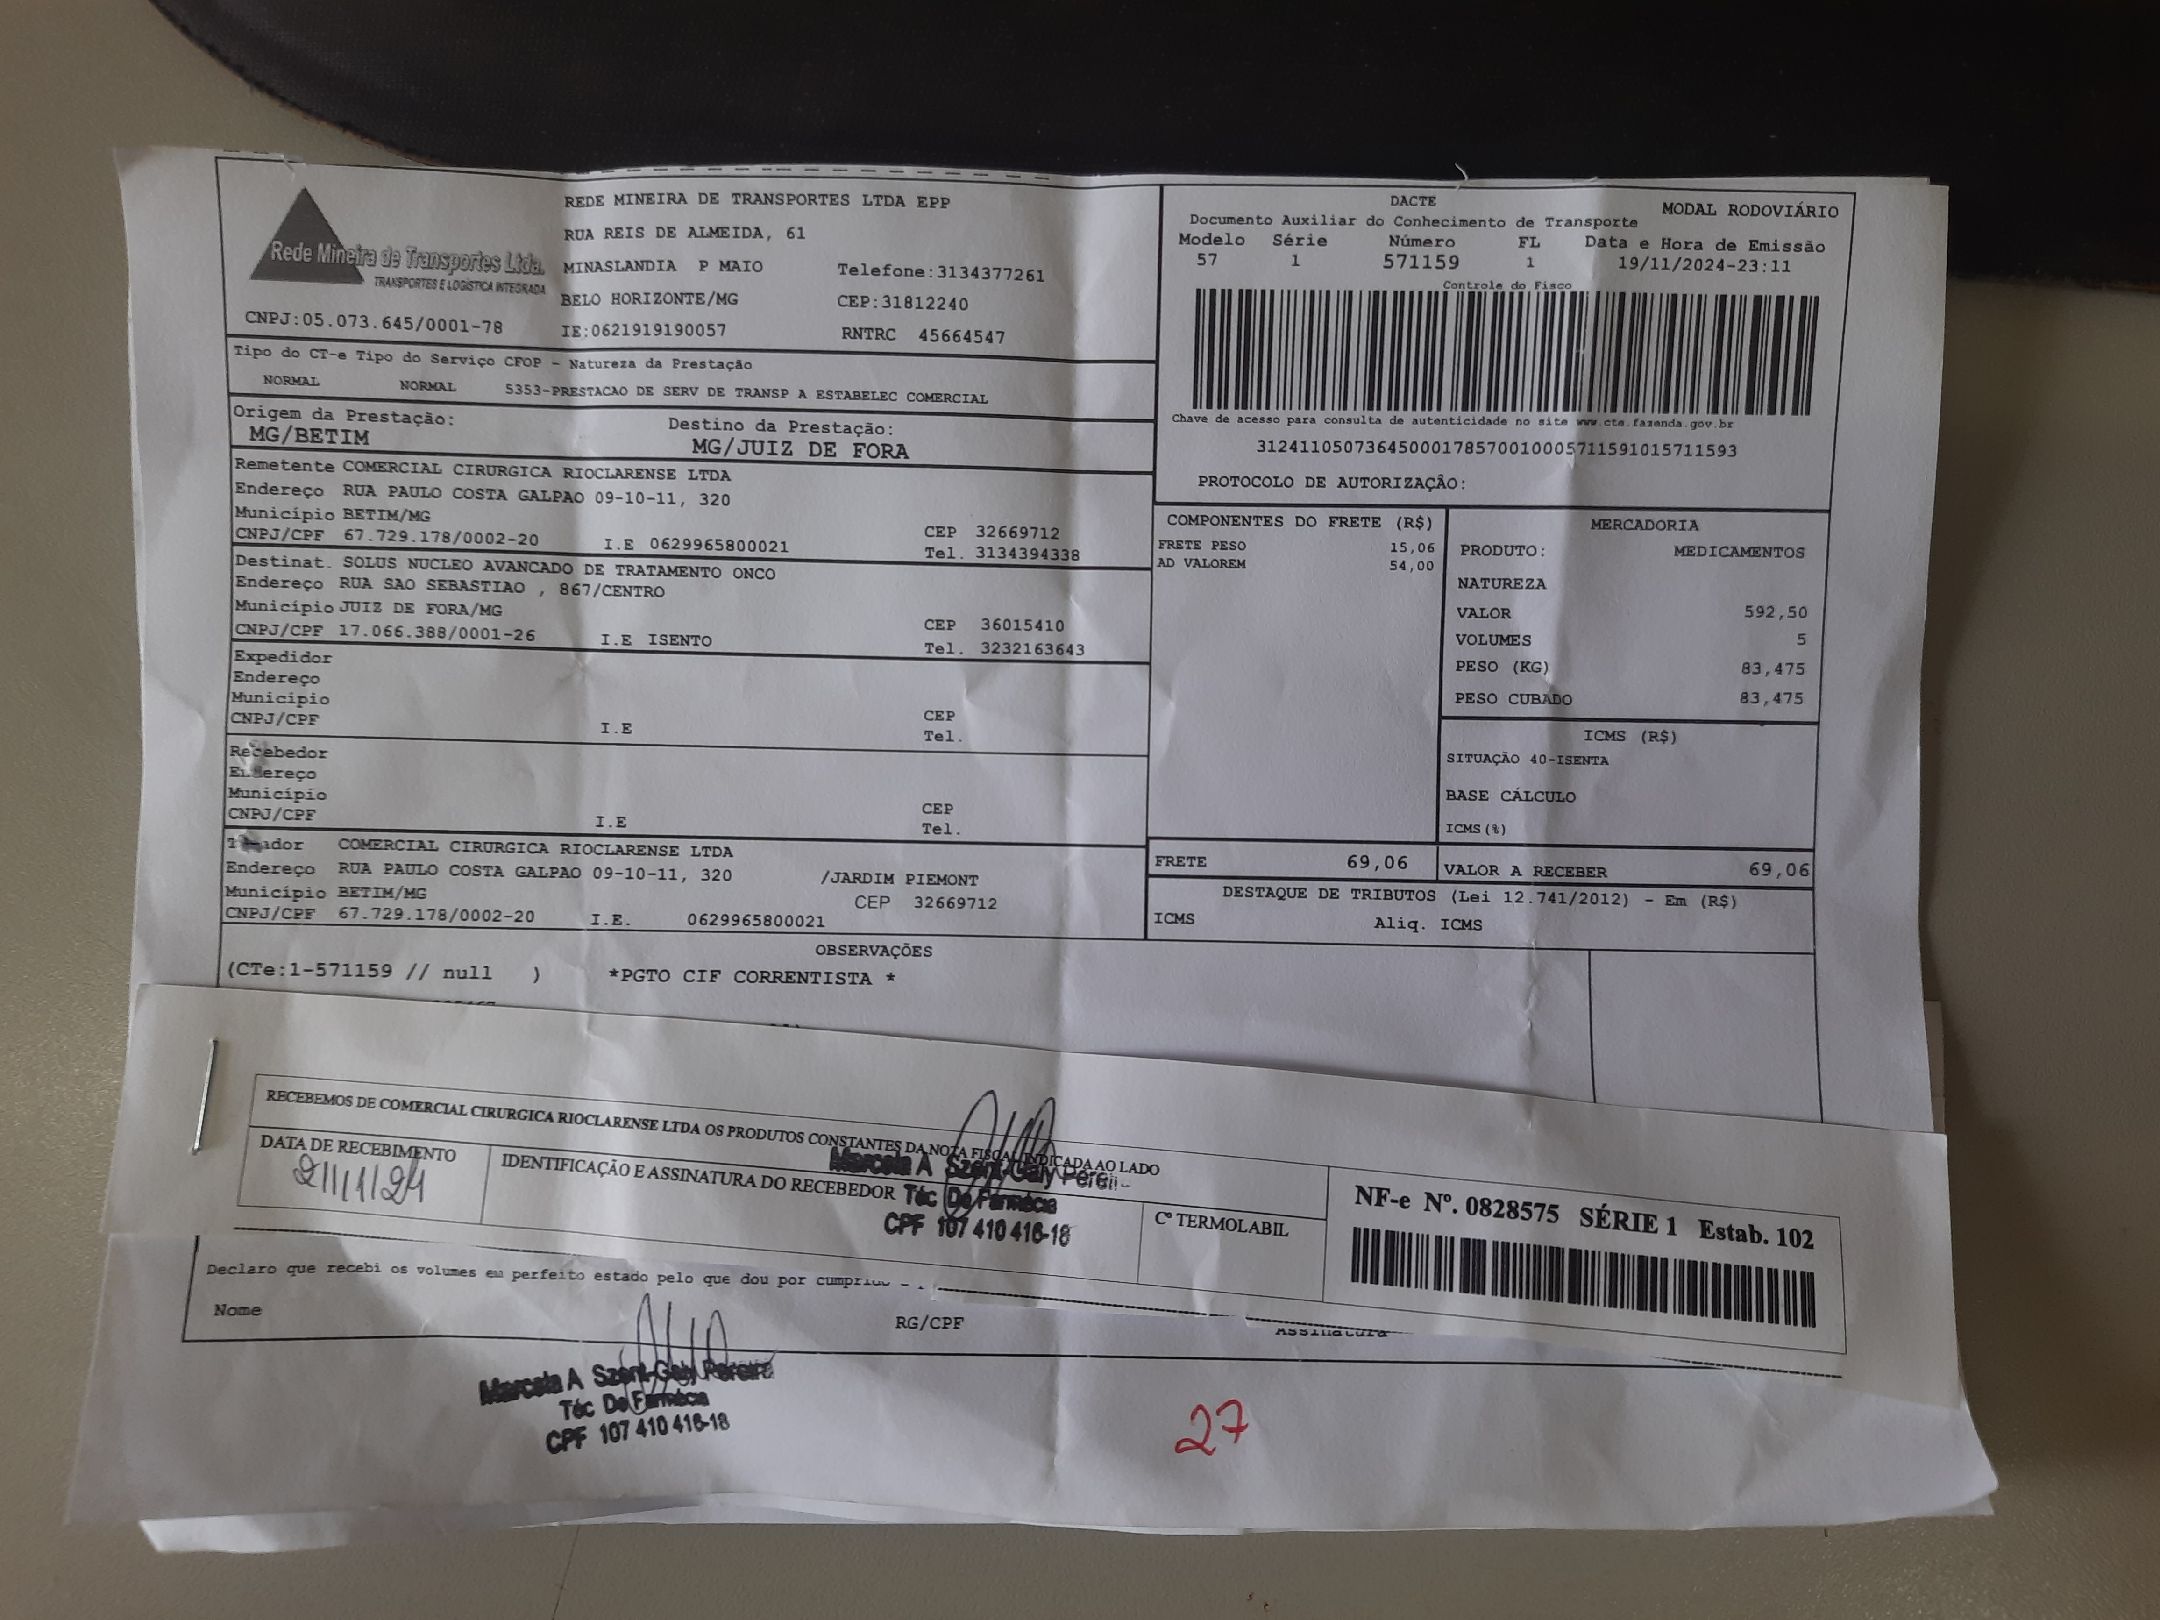 Rede Mineira de Transportes Ltda.
TRANSPORTES E LOGÍSTICA INTEGRADA
CNPJ:05.073.645/0001-78
REDE MINEIRA DE TRANSPORTES LTDA EPP
RUA REIS DE ALMEIDA, 61
MINASLANDIA P MAIO Telefone:3134377261
BELO HORIZONTE/MG CEP:31812240
IE:0621919190057 RNTRC 45664547
DACTE MODAL RODOVIÁRIO
Documento Auxiliar do Conhecimento de Transporte
Modelo Série Número FL Data e Hora de Emissão
57 1 571159 1 19/11/2024-23:11
Controle do Fisco
Chave de acesso para consulta de autenticidade no site www.cte.fazenda.gov.br
31241105073645000178570010005711591015711593
PROTOCOLO DE AUTORIZAÇÃO:
Tipo do CT-e Tipo do Serviço CFOP - Natureza da Prestação
NORMAL NORMAL 5353-PRESTACAO DE SERV DE TRANSP A ESTABELEC COMERCIAL
Origem da Prestação: Destino da Prestação:
MG/BETIM MG/JUIZ DE FORA
Remetente COMERCIAL CIRURGICA RIOCLARENSE LTDA
Endereço RUA PAULO COSTA GALPAO 09-10-11, 320
Município BETIM/MG CEP 32669712
CNPJ/CPF 67.729.178/0002-20 I.E 0629965800021 Tel. 3134394338
Destinat. SOLUS NUCLEO AVANCADO DE TRATAMENTO ONCO
Endereço RUA SAO SEBASTIAO , 867/CENTRO
Município JUIZ DE FORA/MG CEP 36015410
CNPJ/CPF 17.066.388/0001-26 I.E ISENTO Tel. 3232163643
Expedidor
Endereço
Município CEP
CNPJ/CPF I.E Tel.
Recebedor
Endereço
Município CEP
CNPJ/CPF I.E Tel.
Tomador COMERCIAL CIRURGICA RIOCLARENSE LTDA
Endereço RUA PAULO COSTA GALPAO 09-10-11, 320 /JARDIM PIEMONT
Município BETIM/MG CEP 32669712
CNPJ/CPF 67.729.178/0002-20 I.E. 0629965800021
COMPONENTES DO FRETE (R$)
FRETE PESO 15,06
AD VALOREM 54,00
MERCADORIA
PRODUTO: MEDICAMENTOS
NATUREZA
VALOR 592,50
VOLUMES 5
PESO (KG) 83,475
PESO CUBADO 83,475
ICMS (R$)
SITUAÇÃO 40-ISENTA
BASE CÁLCULO
ICMS(%)
FRETE 69,06 VALOR A RECEBER 69,06
DESTAQUE DE TRIBUTOS (Lei 12.741/2012) - Em (R$)
ICMS Aliq. ICMS
OBSERVAÇÕES
(CTe:1-571159 // null ) *PGTO CIF CORRENTISTA *
RECEBEMOS DE COMERCIAL CIRURGICA RIOCLARENSE LTDA OS PRODUTOS CONSTANTES DA NOTA FISCAL INDICADA AO LADO
DATA DE RECEBIMENTO IDENTIFICAÇÃO E ASSINATURA DO RECEBEDOR
21/11/24
Marcela A Szent-Galy Perei
Téc De Farmácia
CPF 107 410 416-18
Cº TERMOLABIL
NF-e Nº. 0828575 SÉRIE 1 Estab. 102
Declaro que recebi os volumes em perfeito estado pelo que dou por cumprido
Nome RG/CPF Assinatura
Marcela A Szent-Galy Pereira
Téc De Farmácia
CPF 107 410 416-18
27